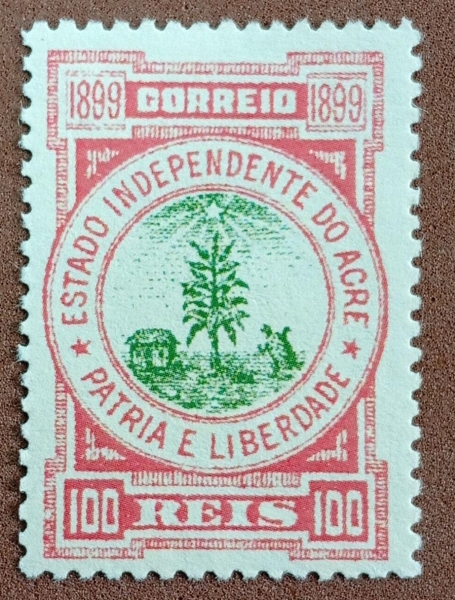 1899 CORREIO 1899
ESTADO INDEPENDENTE DO ACRE
★ PATRIA E LIBERDADE ★
100 REIS 100